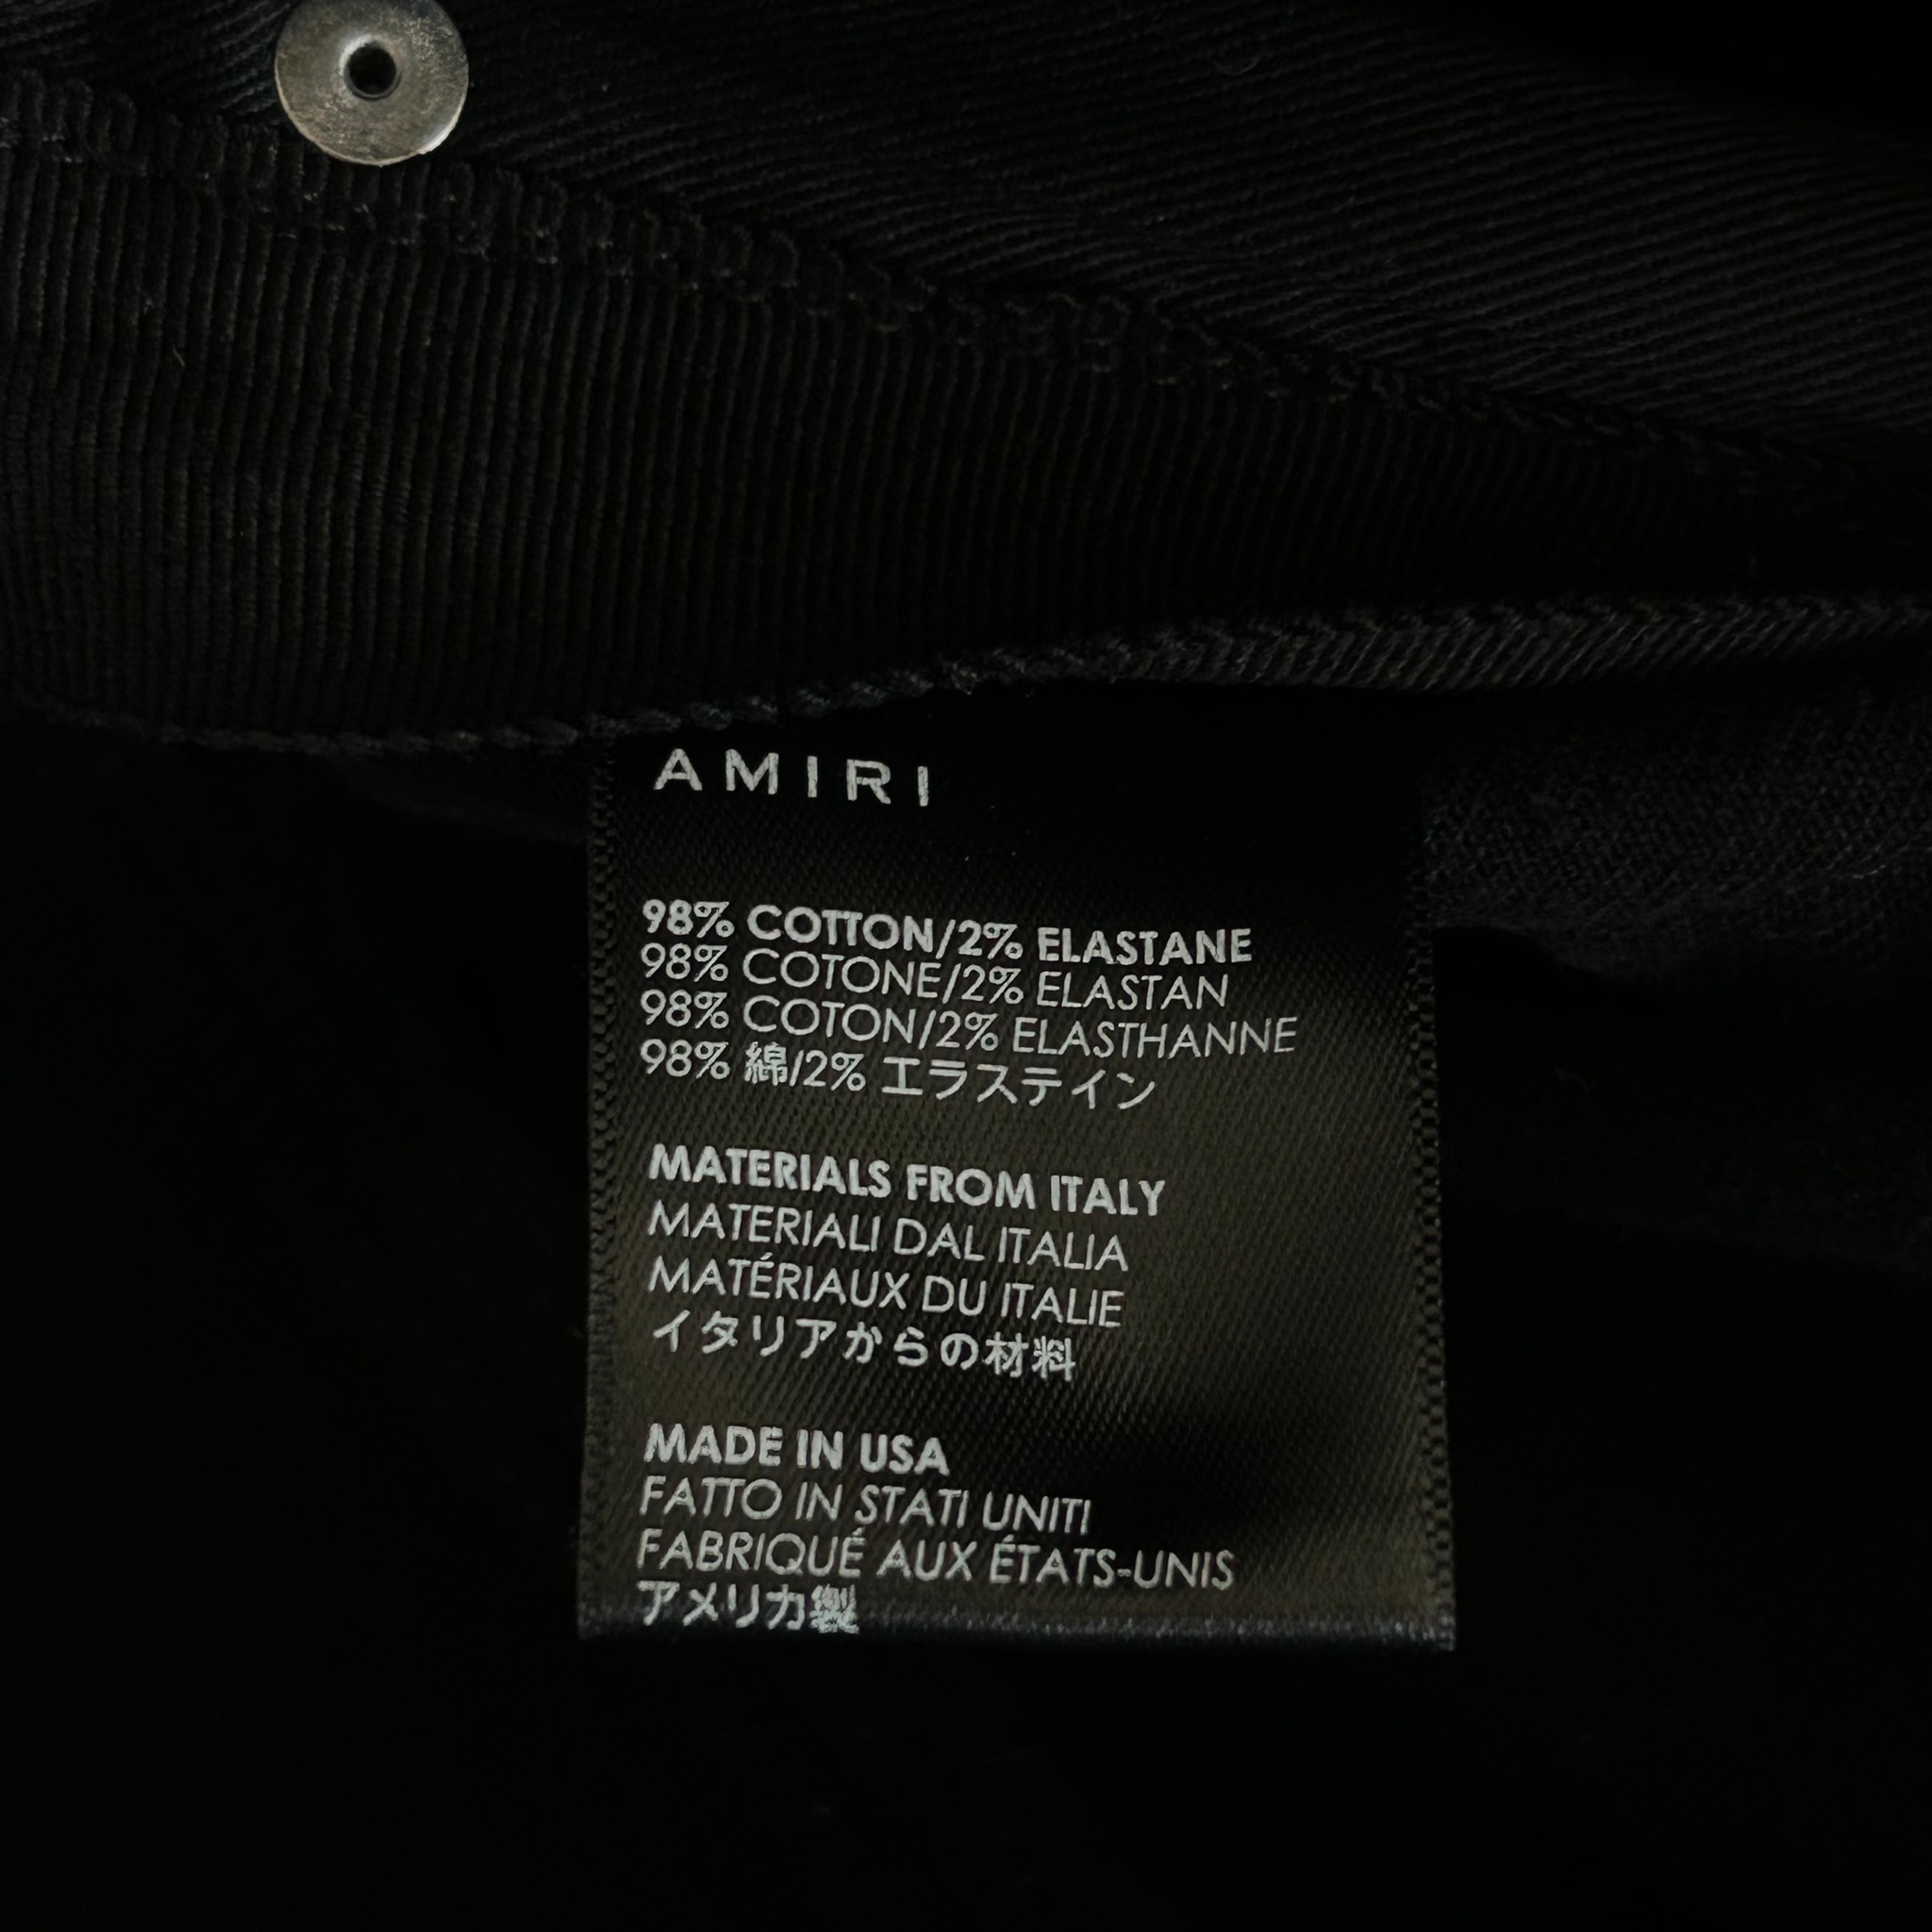 AMIRI
98% COTTON/2% ELASTANE
98% COTONE/2% ELASTAN
98% COTON/2% ELASTHANNE
98% 綿/2% エラステイン
MATERIALS FROM ITALY
MATERIALI DAL ITALIA
MATÉRIAUX DU ITALIE
イタリアからの材料
MADE IN USA
FATTO IN STATI UNITI
FABRIQUÉ AUX ÉTATS-UNIS
アメリカ製